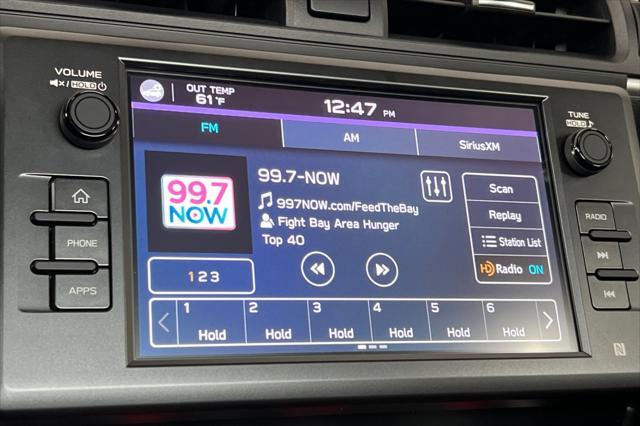 VOLUME
×/HOLD
OUT TEMP
61°F
12:47 PM
TUNE
HOLD
FM
AM
SiriusXM
99.7
NOW
99.7-NOW
997NOW.com/FeedTheBay
Fight Bay Area Hunger
Top 40
Scan
Replay
Station List
HD Radio ON
PHONE
APPS
RADIO
1 2 3
1
Hold
2
Hold
3
Hold
4
Hold
5
Hold
6
Hold
N